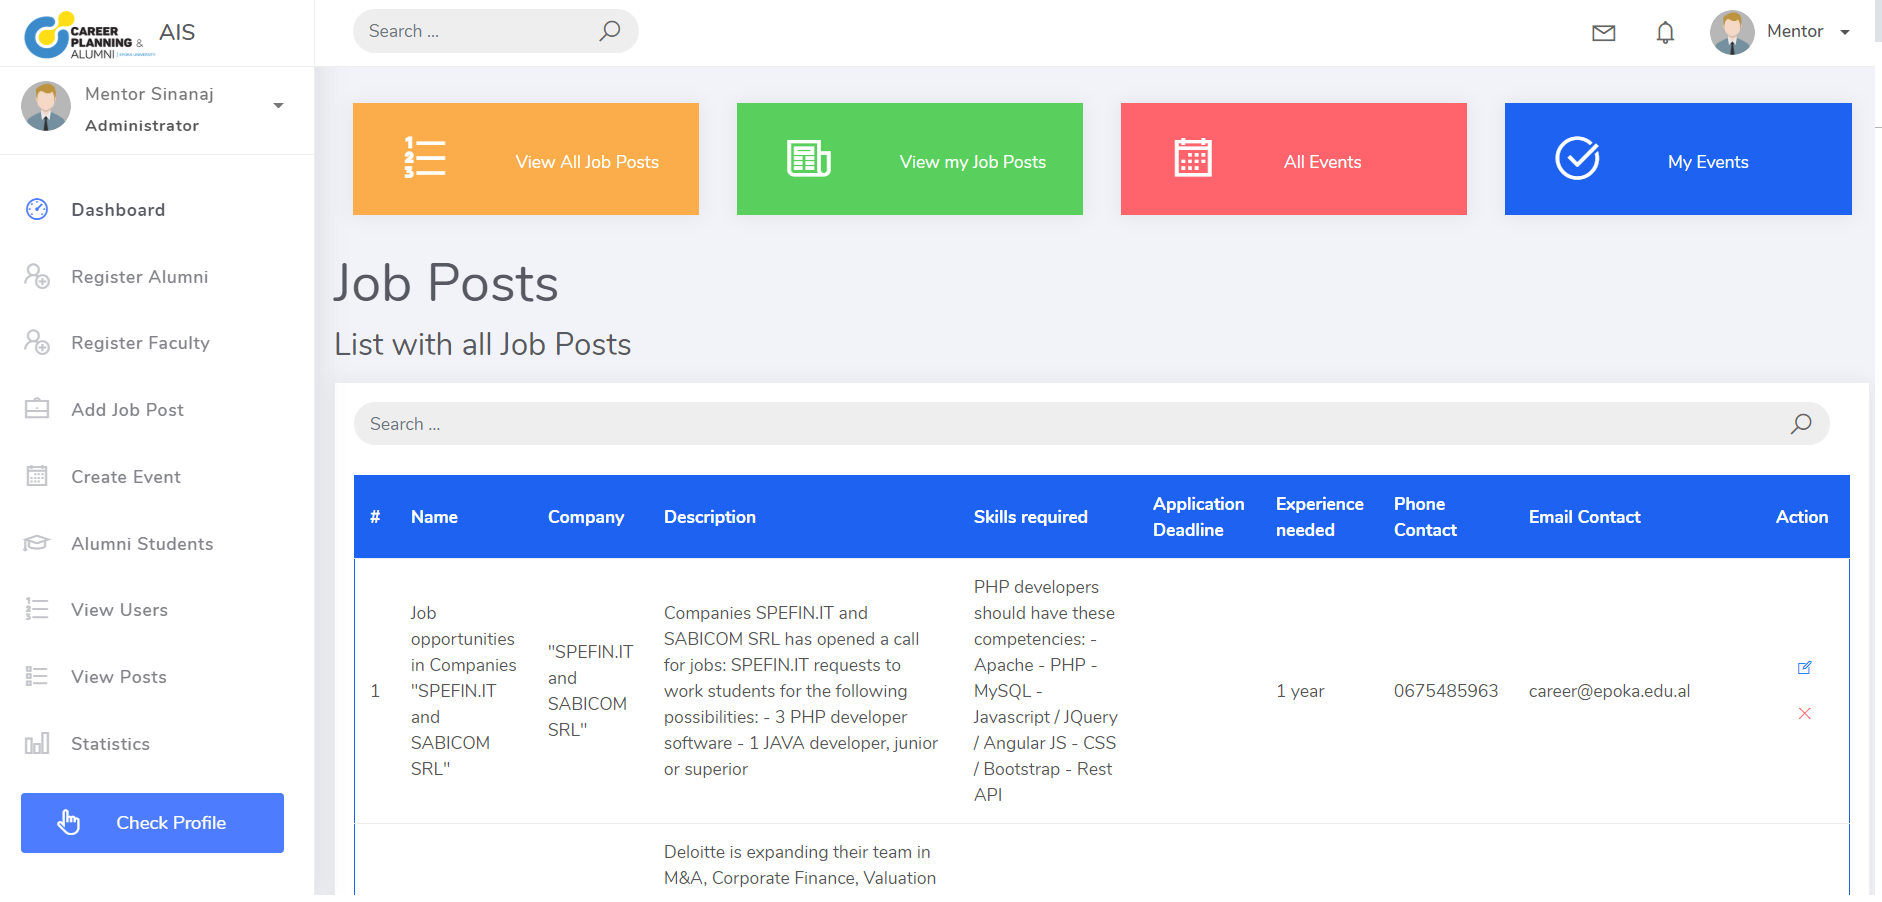 CAREER
PLANNING &
ALUMNI | EPOKA UNIVERSITY
AIS
Search ...
Mentor
Mentor Sinanaj
Administrator
Dashboard
Register Alumni
Register Faculty
Add Job Post
Create Event
Alumni Students
View Users
View Posts
Statistics
Check Profile
View All Job Posts
View my Job Posts
All Events
My Events
Job Posts
List with all Job Posts
Search ...
# Name Company Description Skills required Application Deadline Experience needed Phone Contact Email Contact Action
1
Job
opportunities
in Companies
"SPEFIN.IT
and
SABICOM
SRL"
"SPEFIN.IT
and
SABICOM
SRL"
Companies SPEFIN.IT and
SABICOM SRL has opened a call
for jobs: SPEFIN.IT requests to
work students for the following
possibilities: - 3 PHP developer
software - 1 JAVA developer, junior
or superior
PHP developers
should have these
competencies: -
Apache - PHP -
MySQL -
Javascript / JQuery
/ Angular JS - CSS
/ Bootstrap - Rest
API
1 year
0675485963
career@epoka.edu.al
Deloitte is expanding their team in
M&A, Corporate Finance, Valuation